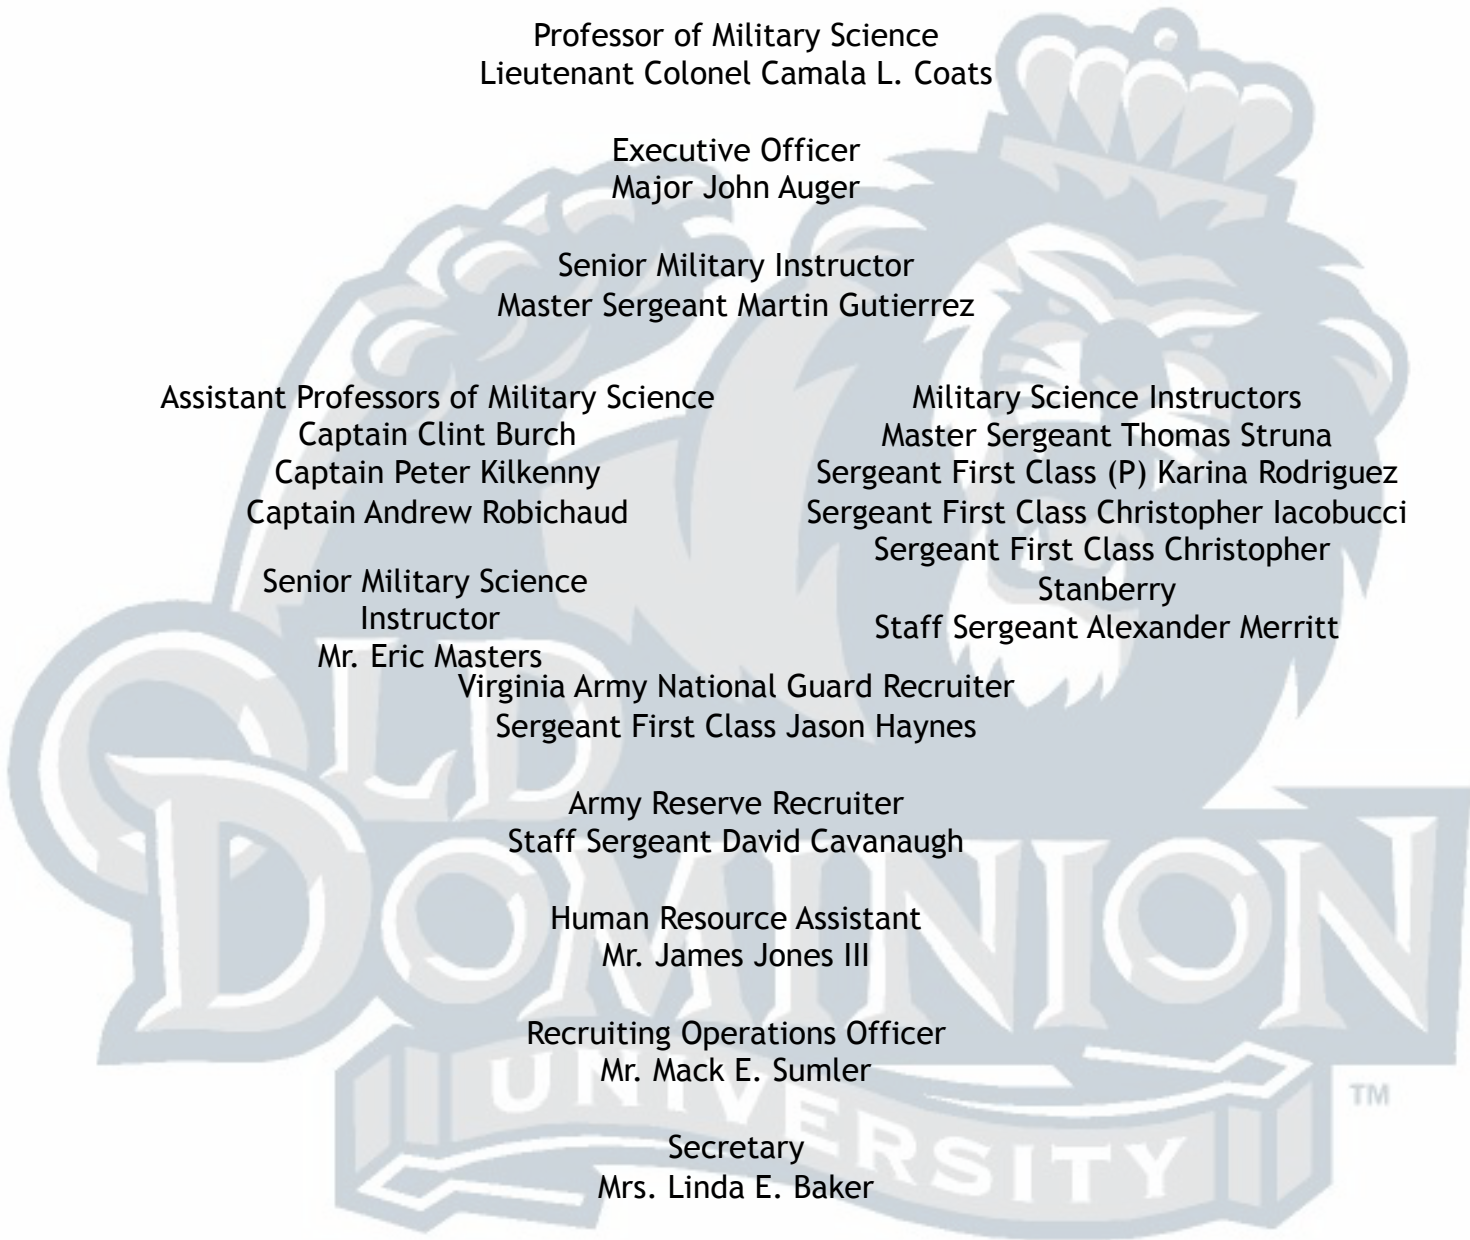 Professor of Military Science
Lieutenant Colonel Camala L. Coats
Executive Officer
Major John Auger
Senior Military Instructor
Master Sergeant Martin Gutierrez
Assistant Professors of Military Science
Captain Clint Burch
Captain Peter Kilkenny
Captain Andrew Robichaud
Senior Military Science
Instructor
Mr. Eric Masters
Military Science Instructors
Master Sergeant Thomas Struna
Sergeant First Class (P) Karina Rodriguez
Sergeant First Class Christopher Iacobucci
Sergeant First Class Christopher
Stanberry
Staff Sergeant Alexander Merritt
Virginia Army National Guard Recruiter
Sergeant First Class Jason Haynes
Army Reserve Recruiter
Staff Sergeant David Cavanaugh
Human Resource Assistant
Mr. James Jones III
Recruiting Operations Officer
Mr. Mack E. Sumler
Secretary
Mrs. Linda E. Baker
OLD
DOMINION
UNIVERSITY
TM